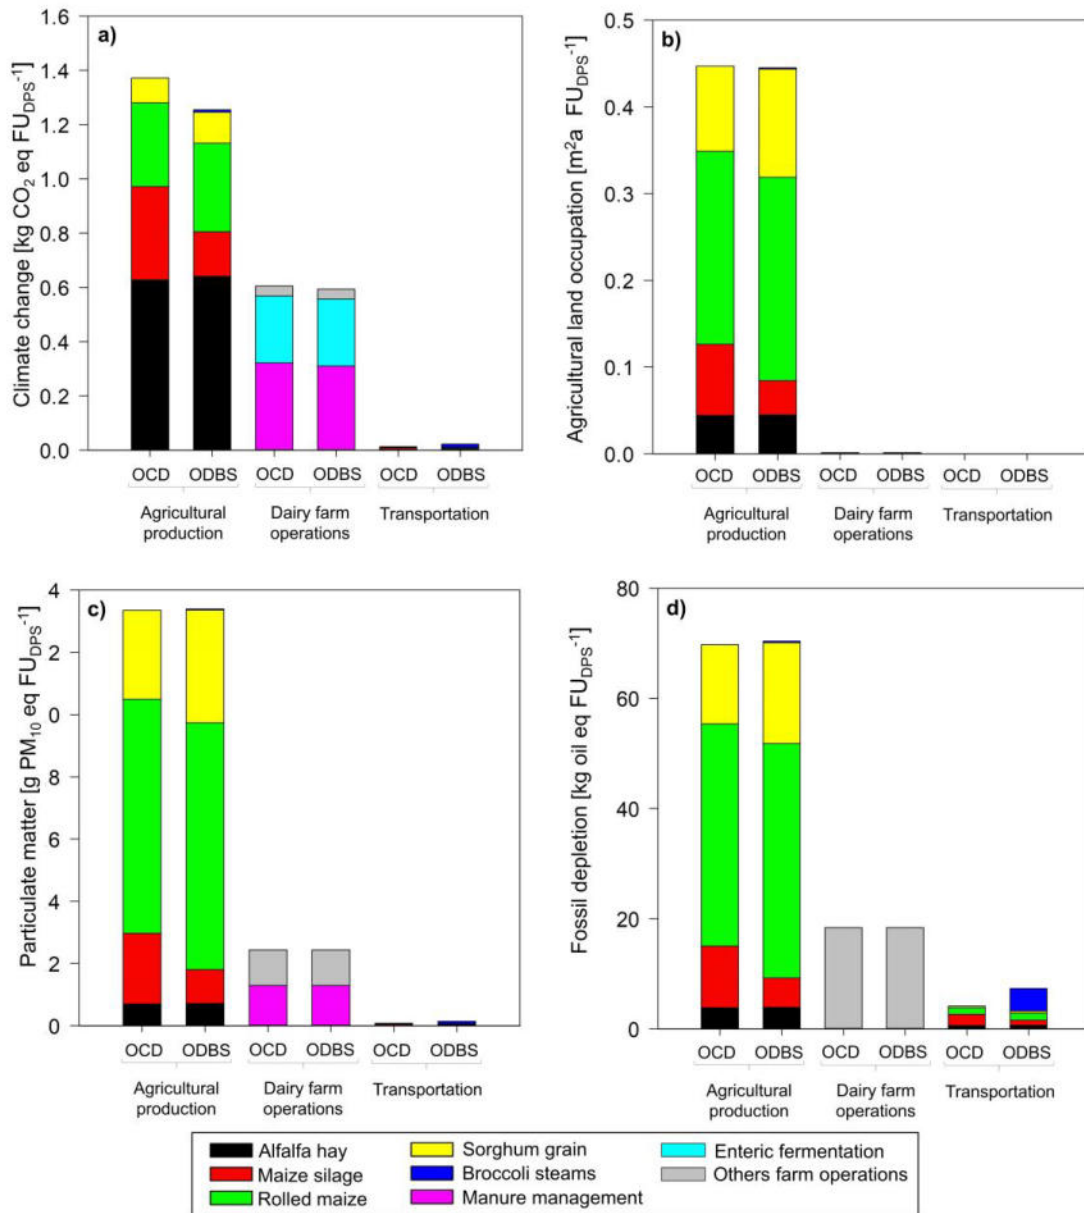 a)
Climate change [kg CO₂ eq FU_DPS⁻¹]
1.6
1.4
1.2
1.0
0.8
0.6
0.4
0.2
0.0
OCD ODBS OCD ODBS OCD ODBS
Agricultural production
Dairy farm operations
Transportation
b)
Agricultural land occupation [m²a FU_DPS⁻¹]
0.5
0.4
0.3
0.2
0.1
0.0
OCD ODBS OCD ODBS OCD ODBS
Agricultural production
Dairy farm operations
Transportation
c)
Particulate matter [g PM₁₀ eq FU_DPS⁻¹]
4
2
0
8
6
4
2
0
OCD ODBS OCD ODBS OCD ODBS
Agricultural production
Dairy farm operations
Transportation
d)
Fossil depletion [kg oil eq FU_DPS⁻¹]
80
60
40
20
0
OCD ODBS OCD ODBS OCD ODBS
Agricultural production
Dairy farm operations
Transportation
Alfalfa hay
Maize silage
Rolled maize
Sorghum grain
Broccoli steams
Manure management
Enteric fermentation
Others farm operations